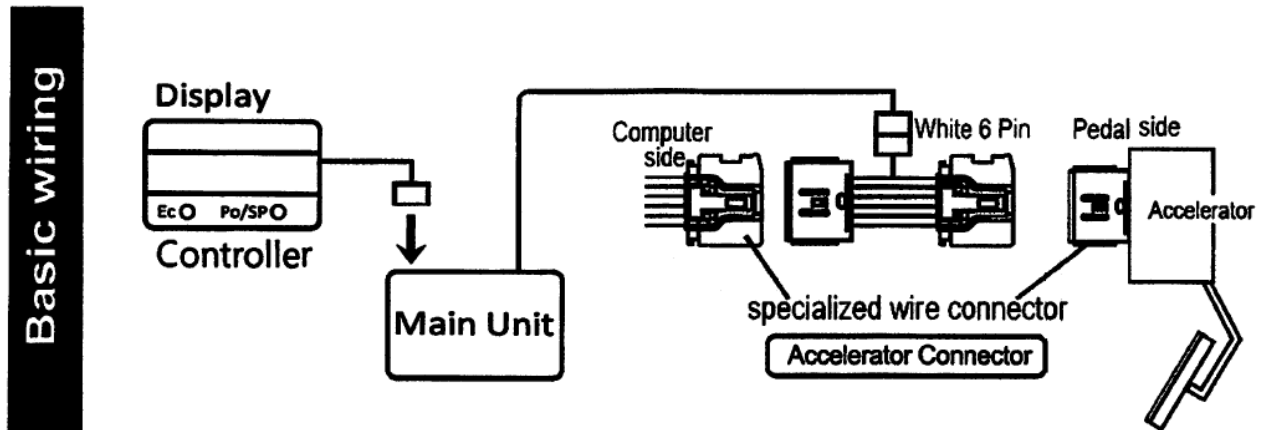 Basic wiring
Display
Ec Po/SP
Controller
Main Unit
Computer
side
White 6 Pin
Pedal side
Accelerator
specialized wire connector
Accelerator Connector